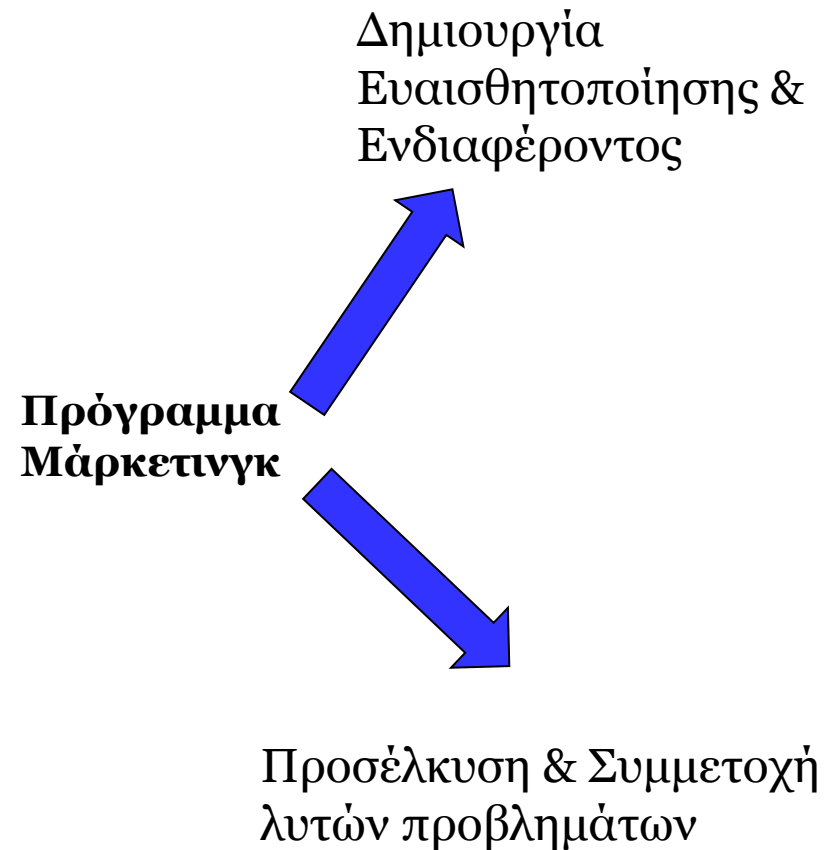 Δημιουργία
Ευαισθητοποίησης &
Ενδιαφέροντος
Πρόγραμμα
Μάρκετινγκ
Προσέλκυση & Συμμετοχή
λυτών προβλημάτων